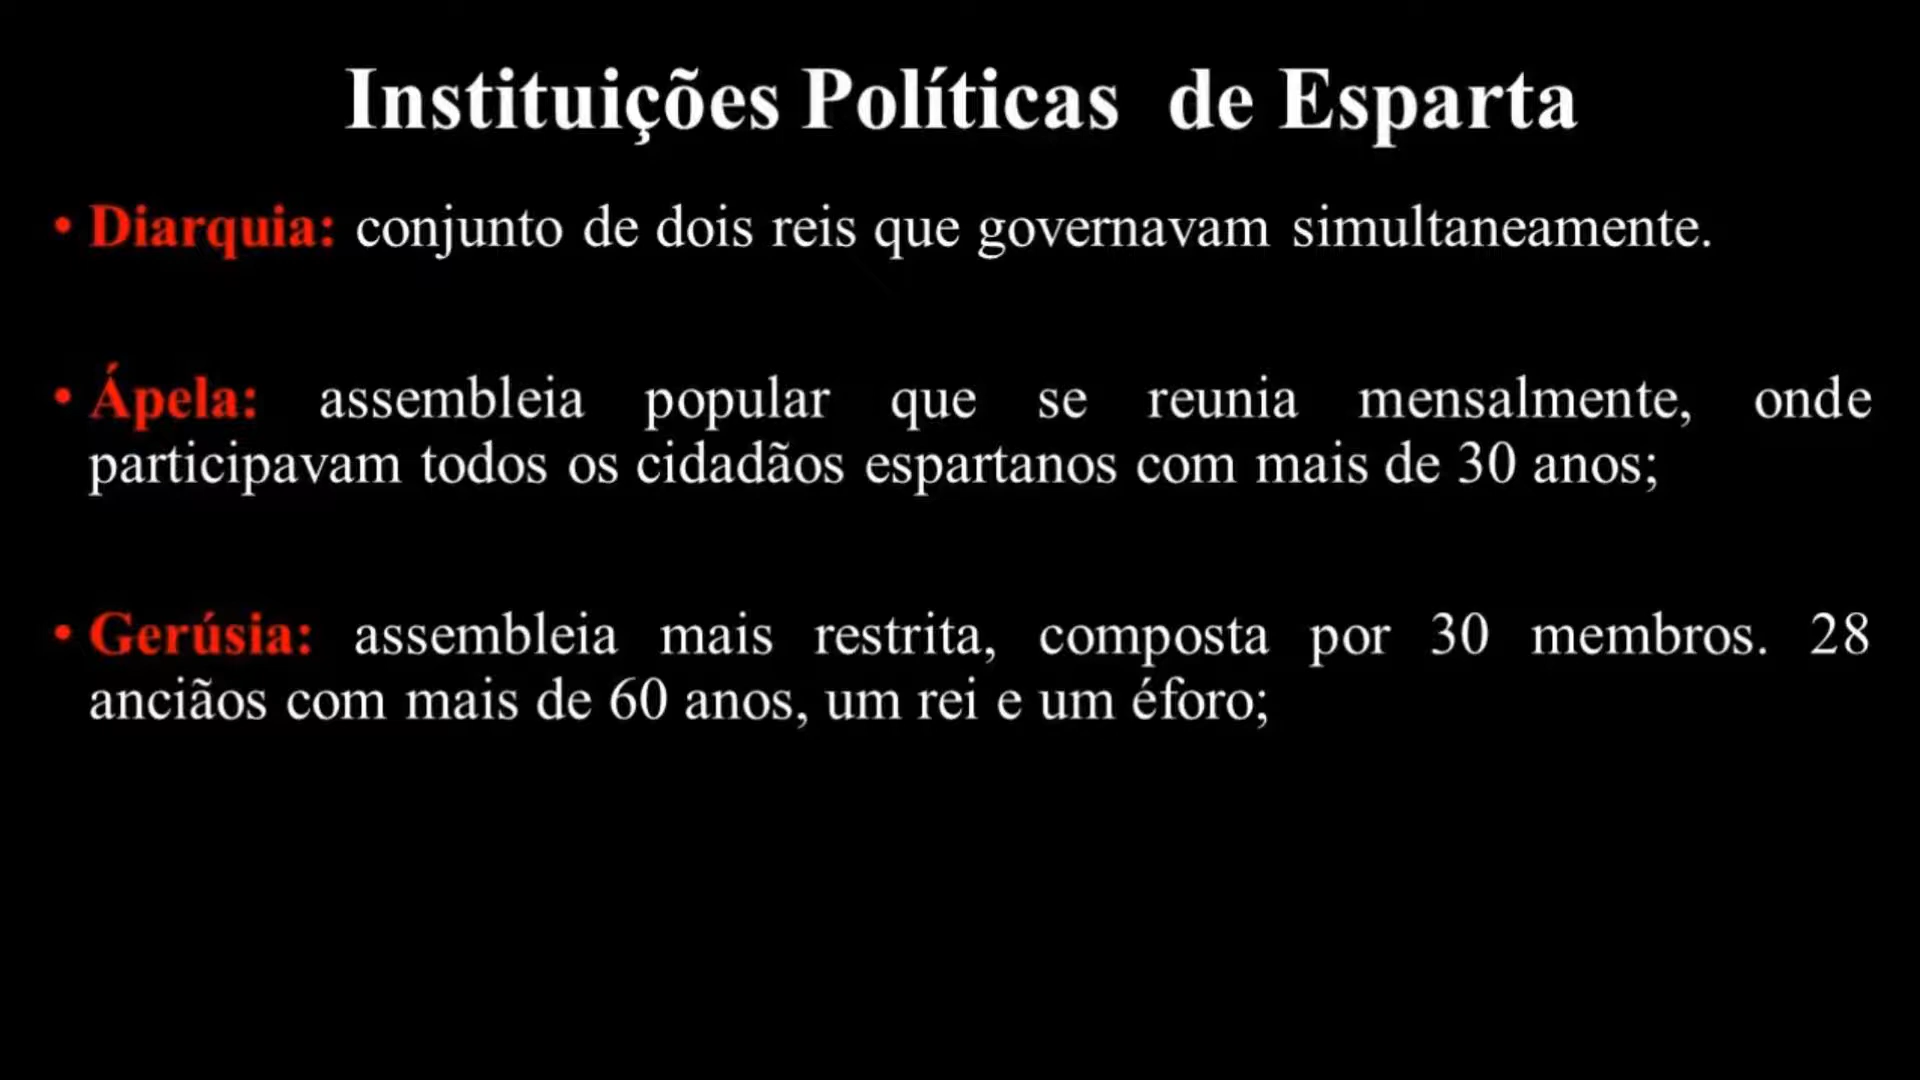 Instituições Políticas de Esparta
• Diarquia: conjunto de dois reis que governavam simultaneamente.
• Ápela: assembleia popular que se reunia mensalmente, onde
participavam todos os cidadãos espartanos com mais de 30 anos;
• Gerúsia: assembleia mais restrita, composta por 30 membros. 28
anciãos com mais de 60 anos, um rei e um éforo;